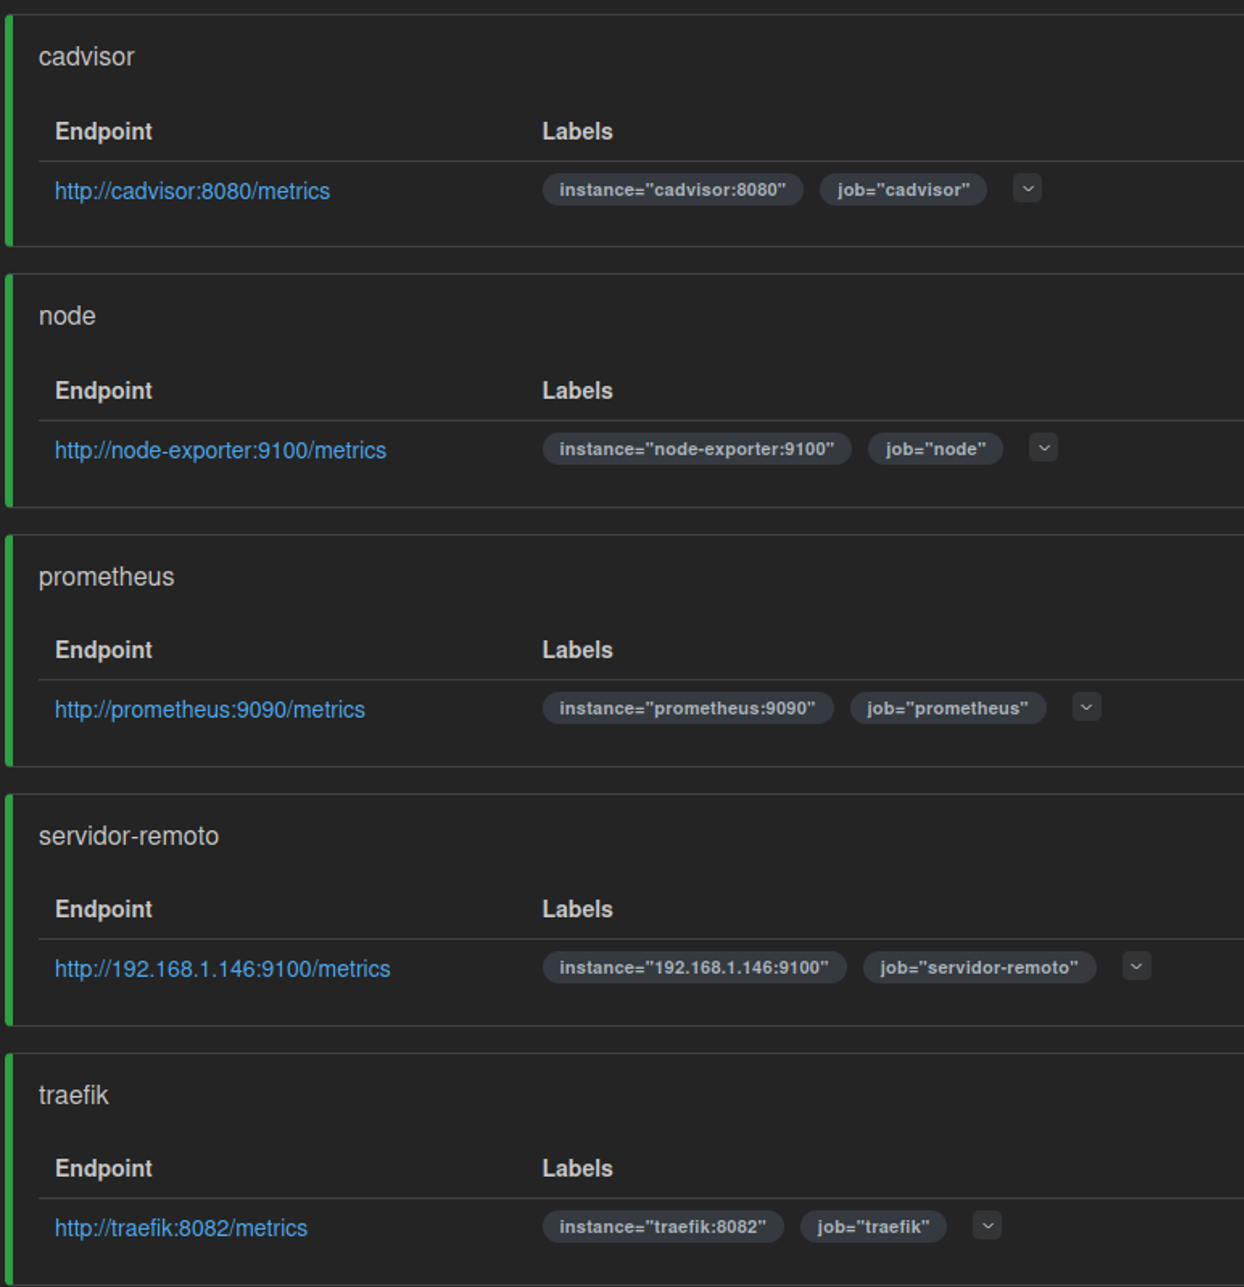 cadvisor
Endpoint Labels
http://cadvisor:8080/metrics instance="cadvisor:8080" job="cadvisor"
node
Endpoint Labels
http://node-exporter:9100/metrics instance="node-exporter:9100" job="node"
prometheus
Endpoint Labels
http://prometheus:9090/metrics instance="prometheus:9090" job="prometheus"
servidor-remoto
Endpoint Labels
http://192.168.1.146:9100/metrics instance="192.168.1.146:9100" job="servidor-remoto"
traefik
Endpoint Labels
http://traefik:8082/metrics instance="traefik:8082" job="traefik"